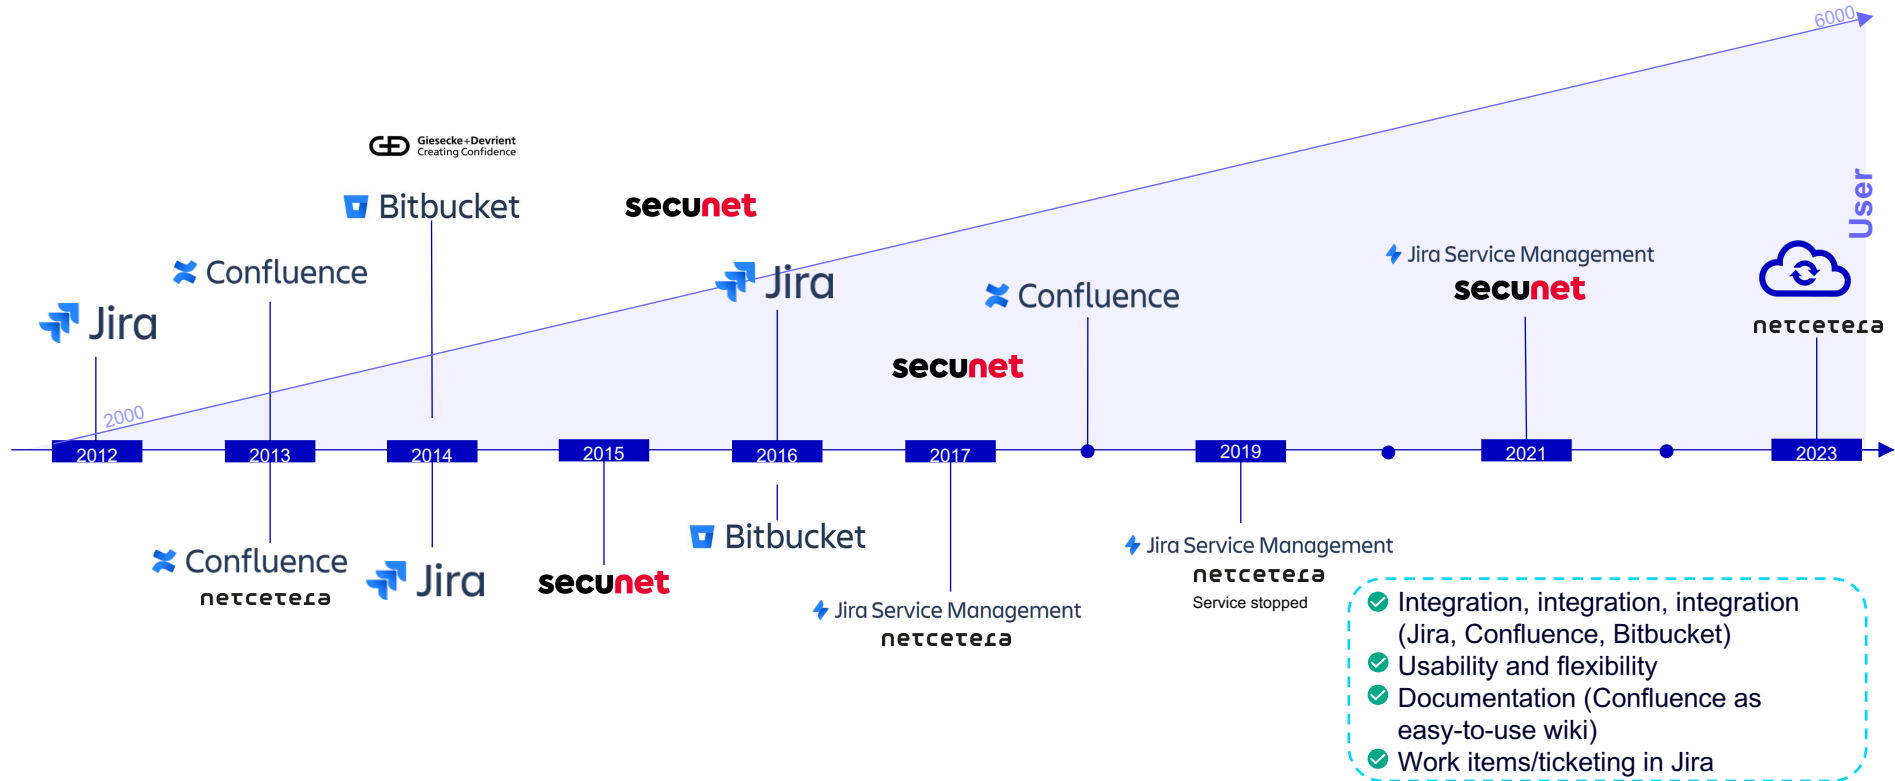 6000
Giesecke+Devrient
Creating Confidence
Bitbucket
secunet
User
Confluence
Jira Service Management
secunet
Jira
Confluence
Jira
netcetera
secunet
2000
2012
2013
2014
2015
2016
2017
2019
2021
2023
Confluence
netcetera
Jira
secunet
Bitbucket
Jira Service Management
netcetera
Jira Service Management
netcetera
Service stopped
Integration, integration, integration
(Jira, Confluence, Bitbucket)
Usability and flexibility
Documentation (Confluence as
easy-to-use wiki)
Work items/ticketing in Jira